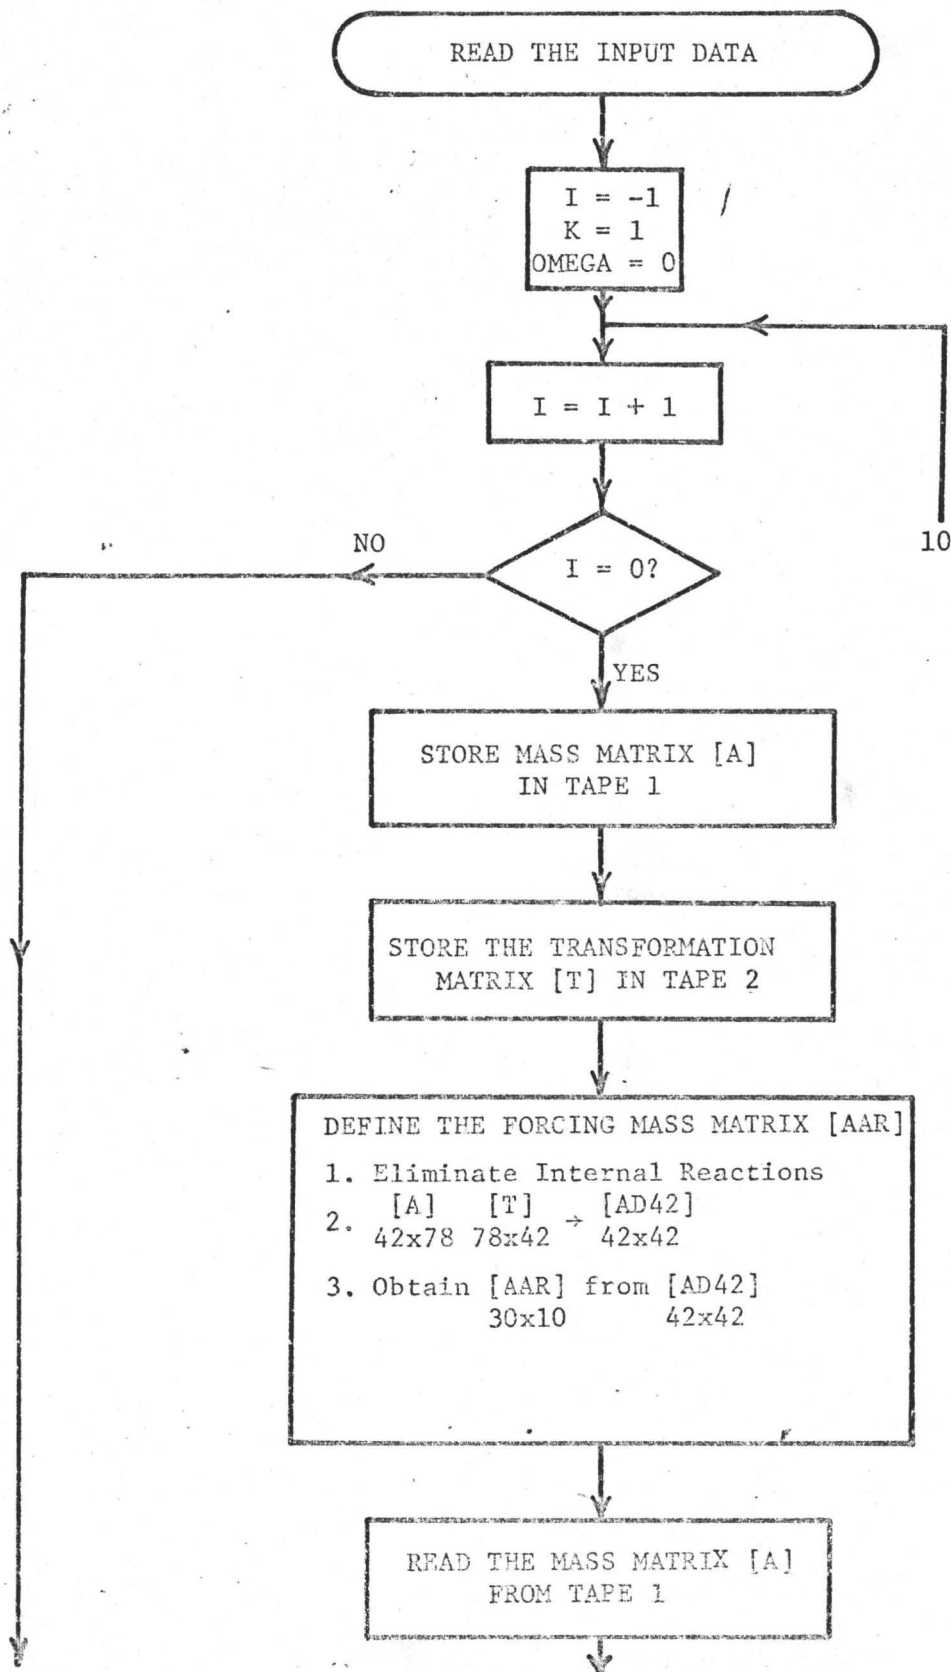 READ THE INPUT DATA
I = -1
K = 1
OMEGA = 0
I = I + 1
NO
I = 0?
10
YES
STORE MASS MATRIX [A]
IN TAPE 1
STORE THE TRANSFORMATION
MATRIX [T] IN TAPE 2
DEFINE THE FORCING MASS MATRIX [AAR]
1. Eliminate Internal Reactions
2. [A] [T] → [AD42]
42x78 78x42 42x42
3. Obtain [AAR] from [AD42]
30x10 42x42
READ THE MASS MATRIX [A]
FROM TAPE 1